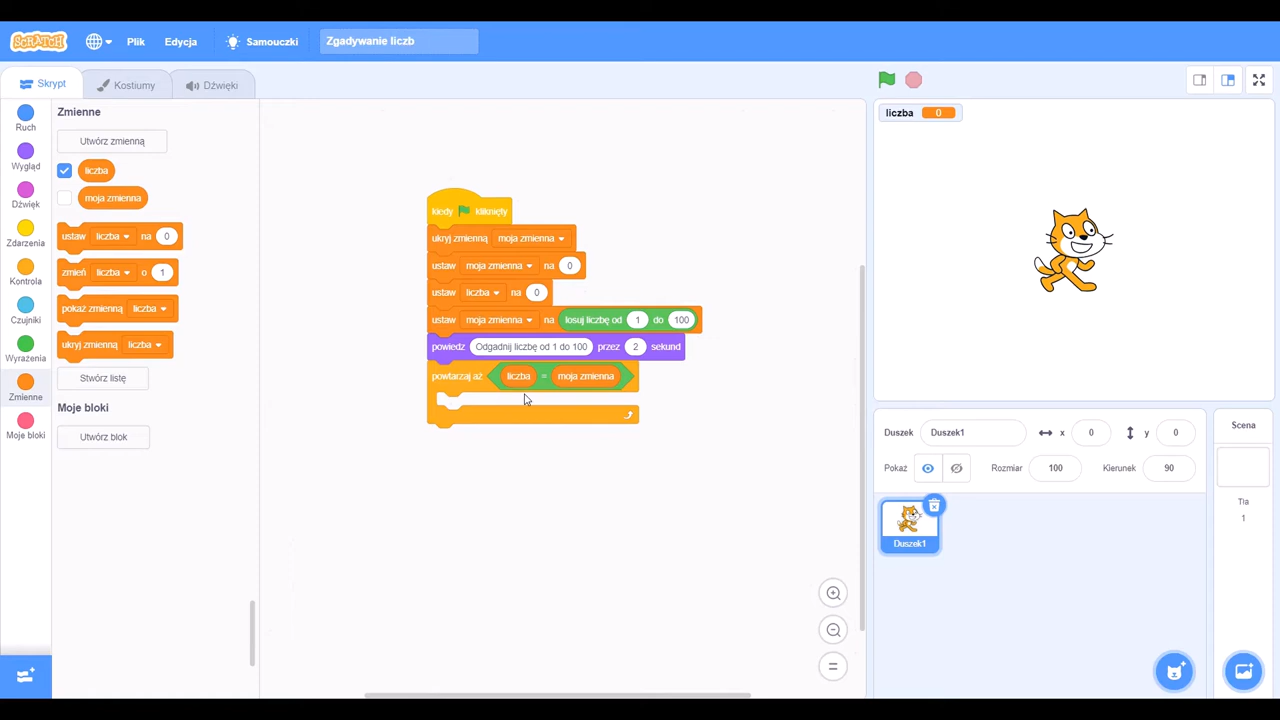 SCRATCH
Plik
Edycja
Samouczki
Zgadywanie liczb
Skrypt
Kostiumy
Dźwięki
Ruch
Wygląd
Dźwięk
Zdarzenia
Kontrola
Czujniki
Wyrażenia
Zmienne
Moje bloki
Zmienne
Utwórz zmienną
liczba
moja zmienna
ustaw liczba na 0
zmień liczba o 1
pokaż zmienną liczba
ukryj zmienną liczba
Stwórz listę
Moje bloki
Utwórz blok
kiedy kliknięty
ukryj zmienną moja zmienna
ustaw moja zmienna na 0
ustaw liczba na 0
ustaw moja zmienna na losuj liczbę od 1 do 100
powiedz Odgadnij liczbę od 1 do 100 przez 2 sekund
powtarzaj aż liczba = moja zmienna
liczba 0
Duszek Duszek1 x 0 y 0
Pokaż Rozmiar 100 Kierunek 90
Duszek1
Scena
Tła
1